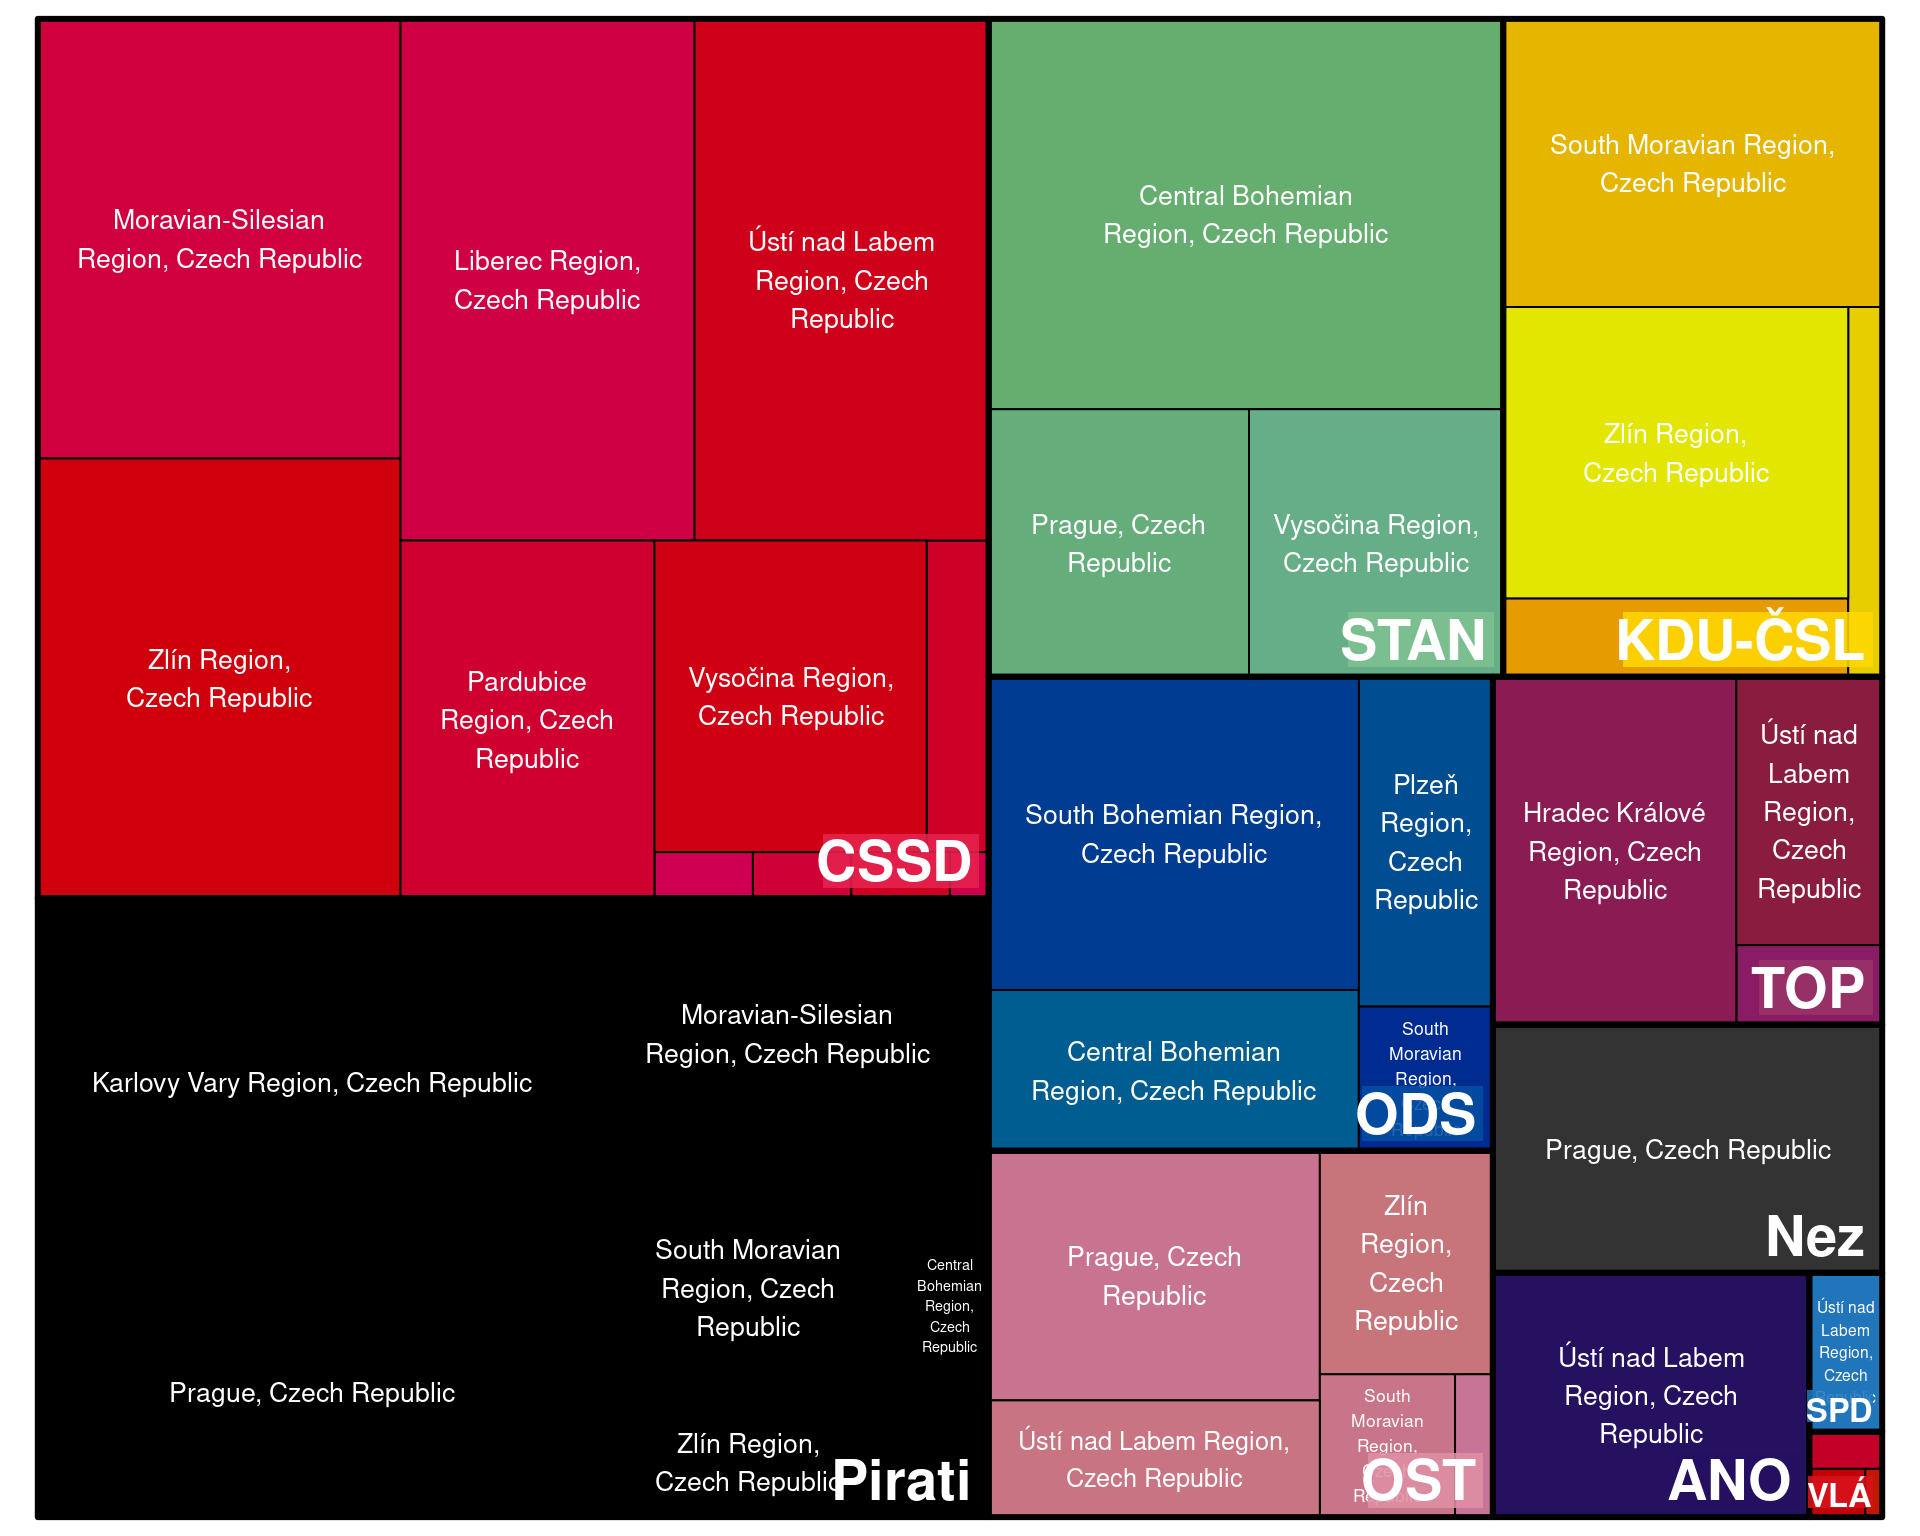 Moravian-Silesian
Region, Czech Republic
Liberec Region,
Czech Republic
Ústí nad Labem
Region, Czech
Republic
Zlín Region,
Czech Republic
Pardubice
Region, Czech
Republic
Vysočina Region,
Czech Republic
CSSD
Central Bohemian
Region, Czech Republic
Prague, Czech
Republic
Vysočina Region,
Czech Republic
STAN
South Moravian Region,
Czech Republic
Zlín Region,
Czech Republic
KDU-ČSL
Karlovy Vary Region, Czech Republic
Moravian-Silesian
Region, Czech Republic
Prague, Czech Republic
South Moravian
Region, Czech
Republic
Central
Bohemian
Region,
Czech
Republic
Zlín Region,
Czech Republic
Pirati
South Bohemian Region,
Czech Republic
Plzeň
Region,
Czech
Republic
Central Bohemian
Region, Czech Republic
South
Moravian
Region,
ODS
Hradec Králové
Region, Czech
Republic
Ústí nad
Labem
Region,
Czech
Republic
TOP
Prague, Czech Republic
Nez
Prague, Czech
Republic
Zlín
Region,
Czech
Republic
Ústí nad Labem Region,
Czech Republic
South
Moravian
Region,
OST
Ústí nad Labem
Region, Czech
Republic
ANO
Ústí nad
Labem
Region,
Czech
SPD
VLÁ